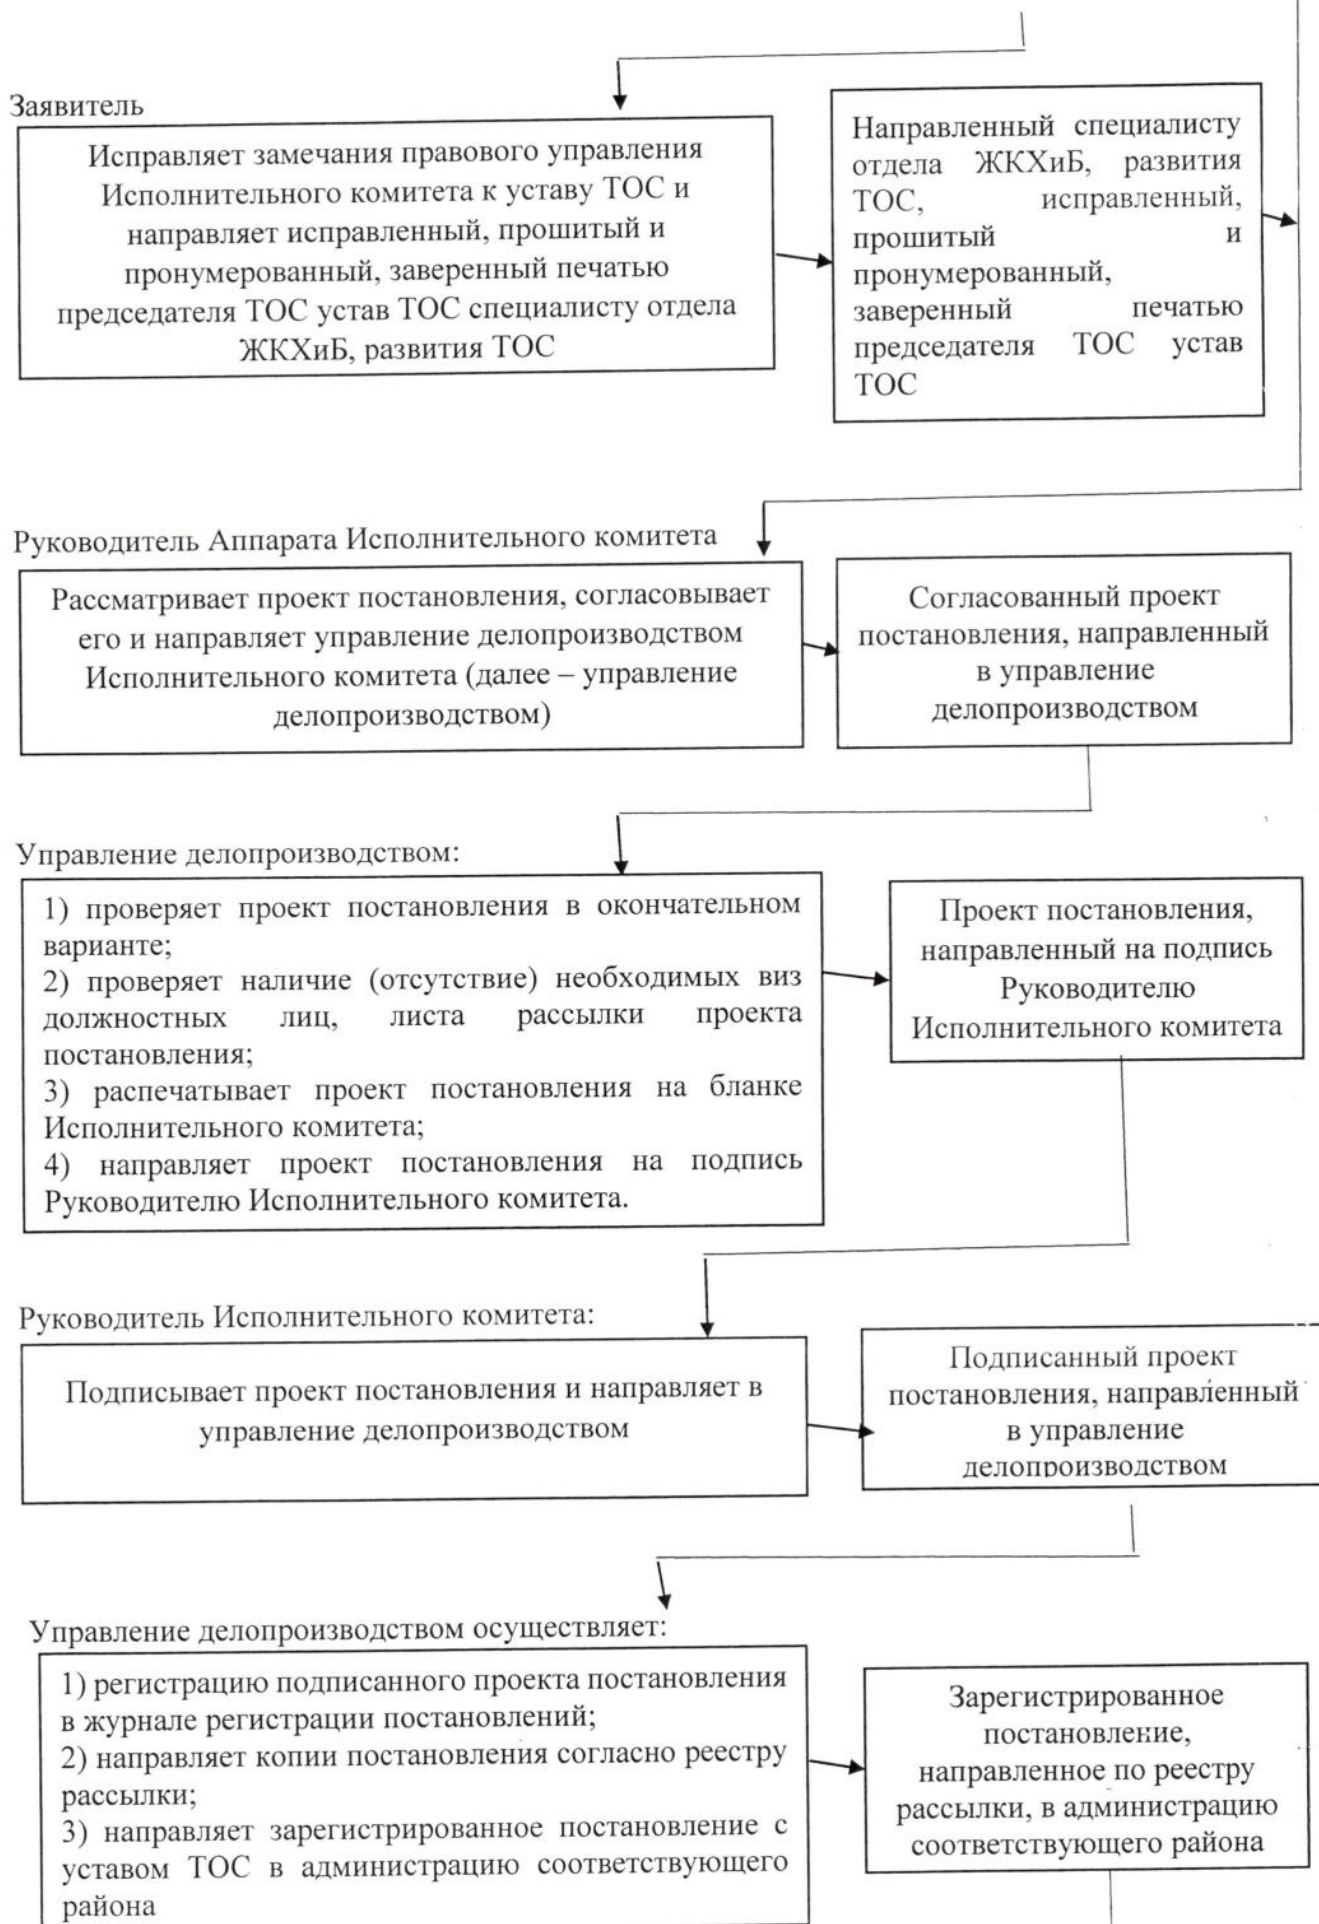 Заявитель
Исправляет замечания правового управления
Исполнительного комитета к уставу ТОС и
направляет исправленный, прошитый и
пронумерованный, заверенный печатью
председателя ТОС устав ТОС специалисту отдела
ЖКХиБ, развития ТОС
Направленный специалисту
отдела ЖКХиБ, развити
ТОС, исправленный,
прошитый и
пронумерованный,
заверенный печатью
председателя ТОС устав
ТОС
Руководитель Аппарата Исполнительного комитета
Рассматривает проект постановления, согласовывает
его и направляет управление делопроизводством
Исполнительного комитета (далее – управление
делопроизводством)
Согласованный проект
постановления, направленный
в управление
делопроизводством
Управление делопроизводством:
1) проверяет проект постановления в окончательном
варианте;
2) проверяет наличие (отсутствие) необходимых виз
должностных лиц, листа рассылки проекта
постановления;
3) распечатывает проект постановления на бланке
Исполнительного комитета;
4) направляет проект постановления на подпись
Руководителю Исполнительного комитета.
Проект постановления,
направленный на подпись
Руководителю
Исполнительного комитета
Руководитель Исполнительного комитета:
Подписывает проект постановления и направляет в
управление делопроизводством
Подписанный проект
постановления, направленный
в управление
делопроизводством
Управление делопроизводством осуществляет:
1) регистрацию подписанного проекта постановления
в журнале регистрации постановлений;
2) направляет копии постановления согласно реестру
рассылки;
3) направляет зарегистрированное постановление с
уставом ТОС в администрацию соответствующего
района
Зарегистрированное
постановление,
направленное по реестру
рассылки, в администрацию
соответствующего района